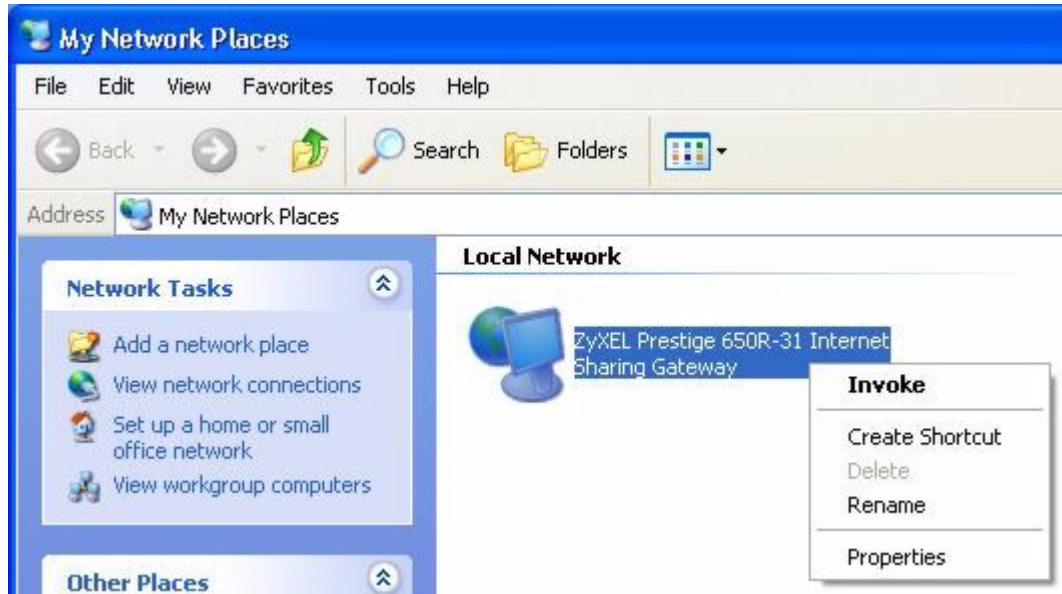 My Network Places
File Edit View Favorites Tools Help
Back Search Folders
Address My Network Places
Network Tasks
Add a network place
View network connections
Set up a home or small
office network
View workgroup computers
Other Places
Local Network
ZyXEL Prestige 650R-31 Internet
Sharing Gateway
Invoke
Create Shortcut
Delete
Rename
Properties